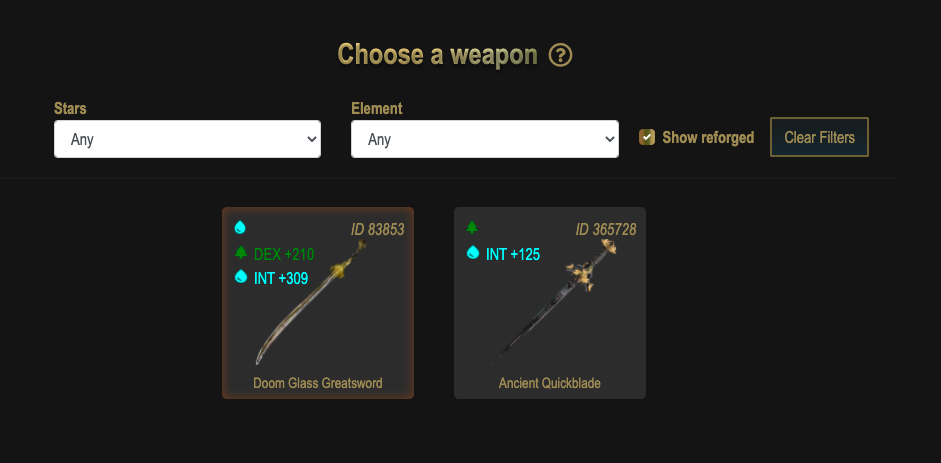 Choose a weapon ?
Stars
Element
Any
Any
Show reforged
Clear Filters
ID 83853
DEX +210
INT +309
Doom Glass Greatsword
ID 365728
INT +125
Ancient Quickblade